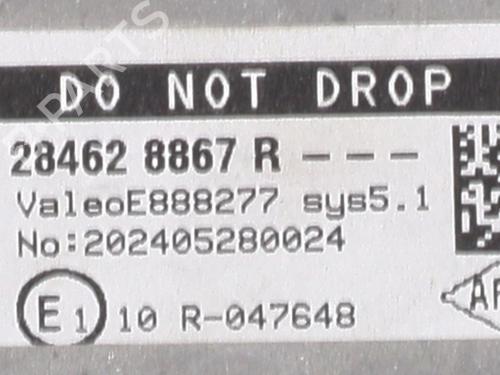 DO NOT DROP
28462 8867 R - - -
ValeoE888277 sys5.1
No:202405280024
E1 10 R-047648